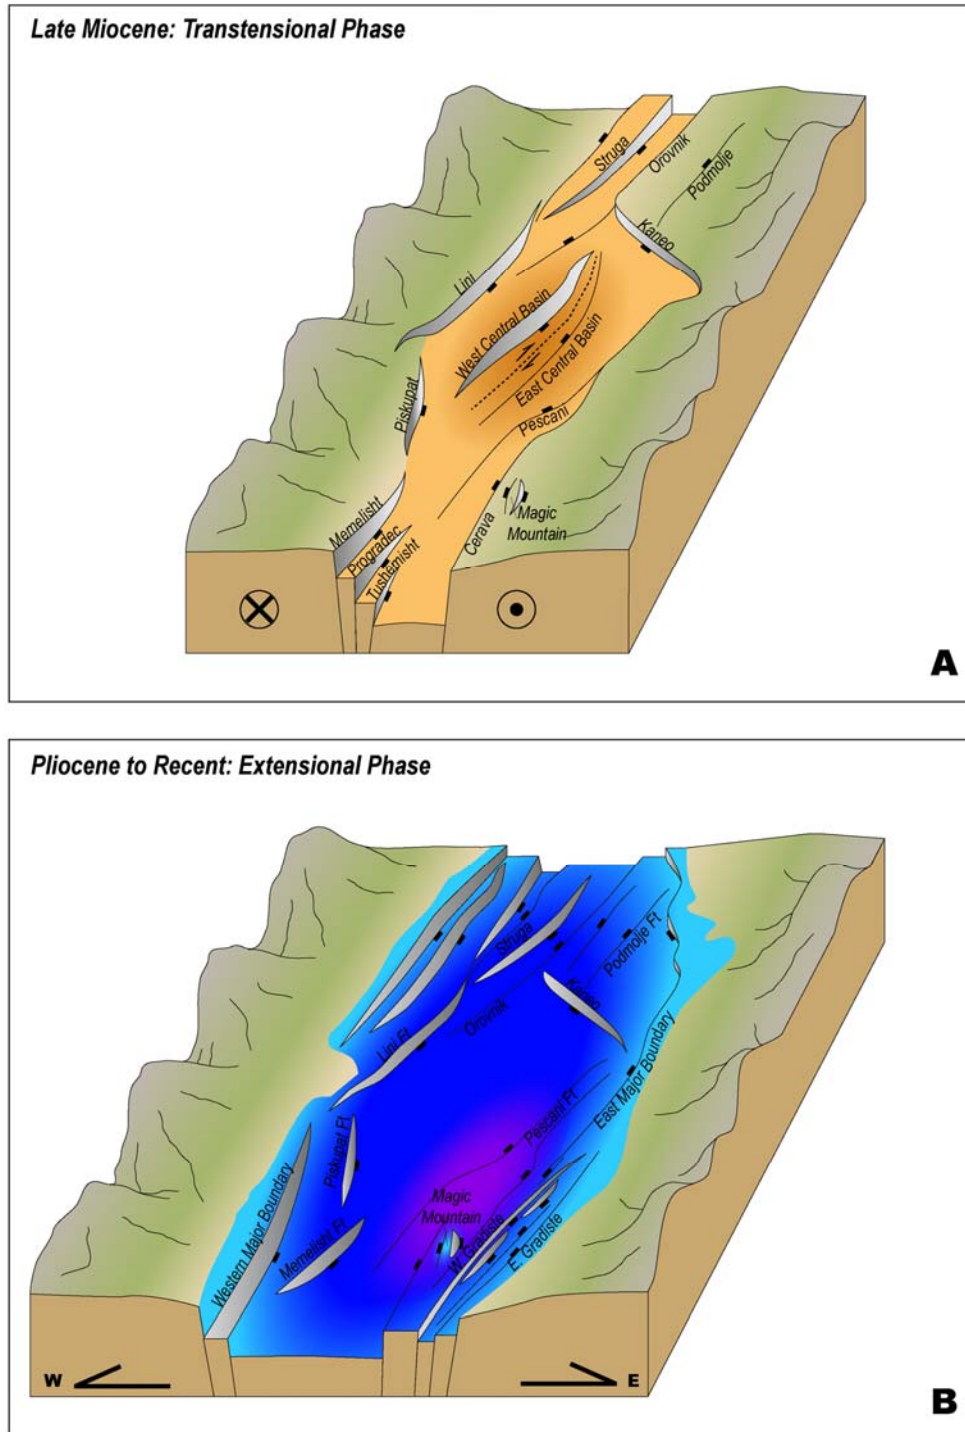 Late Miocene: Transtensional Phase
Struga
Orovnik
Podmolje
Kaneo
Lini
West Central Basin
East Central Basin
Piskupat
Pescani
Memelisht
Progradec
Tushemisht
Cerava
Magic
Mountain
A
Pliocene to Recent: Extensional Phase
Struga
Podmolje Ft
Kaneo
Orovnik
Lini Ft
East Major Boundary
Pescani Ft
Piskupat Ft
Western Major Boundary
Memelisht Ft
Magic
Mountain
W. Gradiste
E. Gradiste
W
E
B